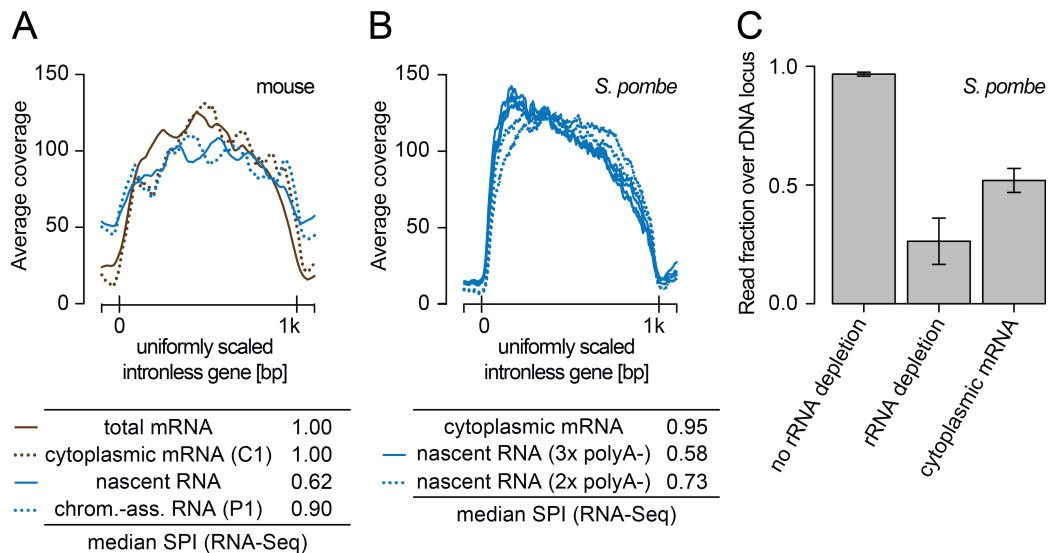 A
150
100
50
0
Average coverage
mouse
0
1k
uniformly scaled
intronless gene [bp]
total mRNA 1.00
cytoplasmic mRNA (C1) 1.00
nascent RNA 0.62
chrom.-ass. RNA (P1) 0.90
median SPI (RNA-Seq)
B
150
100
50
0
Average coverage
S. pombe
0
1k
uniformly scaled
intronless gene [bp]
cytoplasmic mRNA 0.95
nascent RNA (3x polyA-) 0.58
nascent RNA (2x polyA-) 0.73
median SPI (RNA-Seq)
C
1.0
0.5
0.0
Read fraction over rDNA locus
S. pombe
no rRNA depletion
rRNA depletion
cytoplasmic mRNA